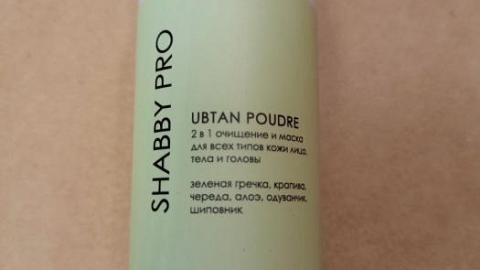 SHABBY PRO
UBTAN POUDRE
2 в 1 очищение и маска
для всех типов кожи лица,
тела и головы
зеленая гречка, крапива,
череда, алоэ, одуванчик,
шиповник